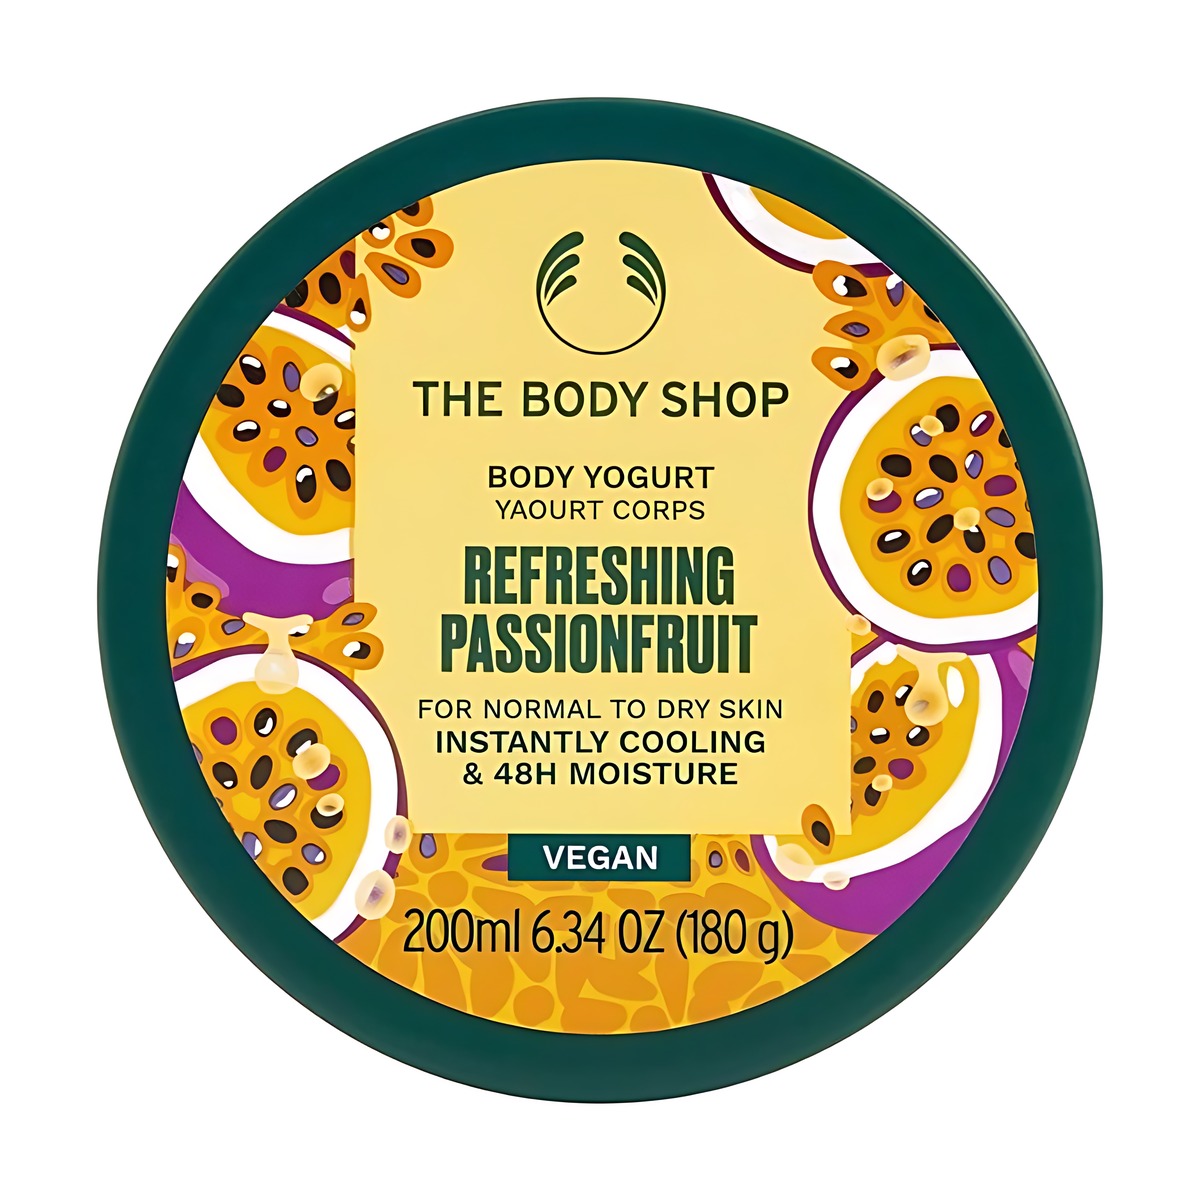 THE BODY SHOP
BODY YOGURT
YAOURT CORPS
REFRESHING
PASSIONFRUIT
FOR NORMAL TO DRY SKIN
INSTANTLY COOLING
& 48H MOISTURE
VEGAN
200ml 6.34 OZ (180 g)